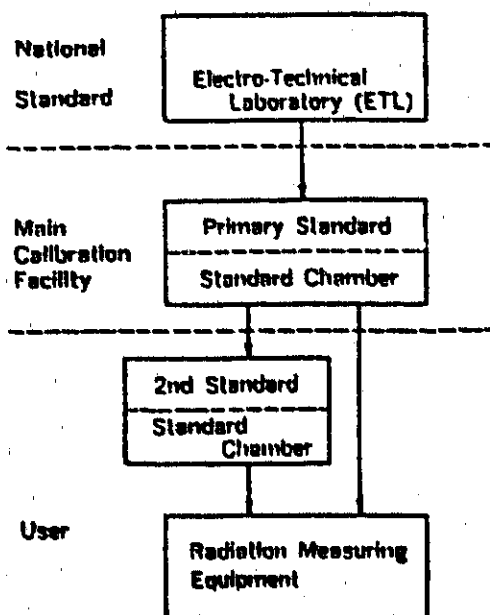 National
Standard
Electro-Technical
Laboratory (ETL)
Main
Calibration
Facility
Primary Standard
Standard Chamber
2nd Standard
Standard
Chamber
User
Radiation Measuring
Equipment